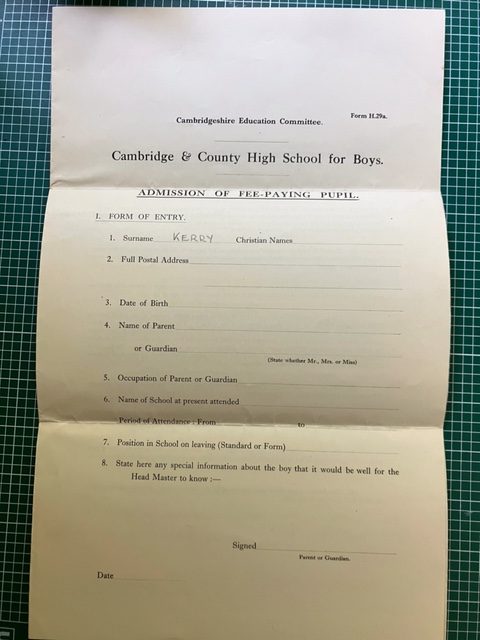 Form H.29a.
Cambridgeshire Education Committee.
Cambridge & County High School for Boys.
ADMISSION OF FEE-PAYING PUPIL.
I. FORM OF ENTRY.
1. Surname KERRY Christian Names
2. Full Postal Address
3. Date of Birth
4. Name of Parent
or Guardian
(State whether Mr., Mrs. or Miss)
5. Occupation of Parent or Guardian
6. Name of School at present attended
Period of Attendance: From to
7. Position in School on leaving (Standard or Form)
8. State here any special information about the boy that it would be well for the
Head Master to know :—
Signed
Parent or Guardian.
Date